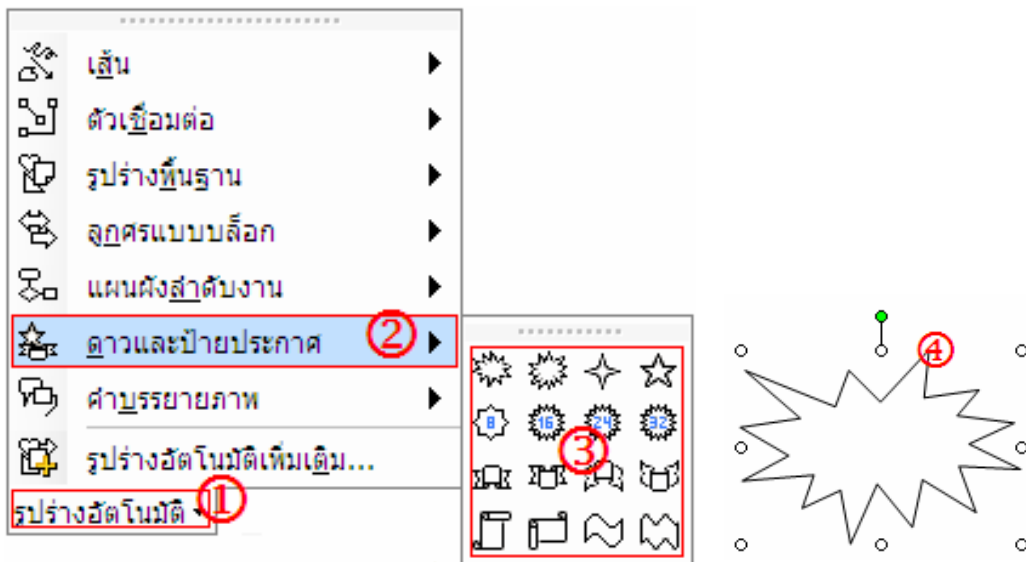 เส้น
ตัวเชื่อมต่อ
รูปร่างพื้นฐาน
ลูกศรแบบบล็อก
แผนผังลำดับงาน
ดาวและป้ายประกาศ ②
คำบรรยายภาพ
รูปร่างอัตโนมัติเพิ่มเติม...
รูปร่างอัตโนมัติ ①
8 16 24 32
③
④